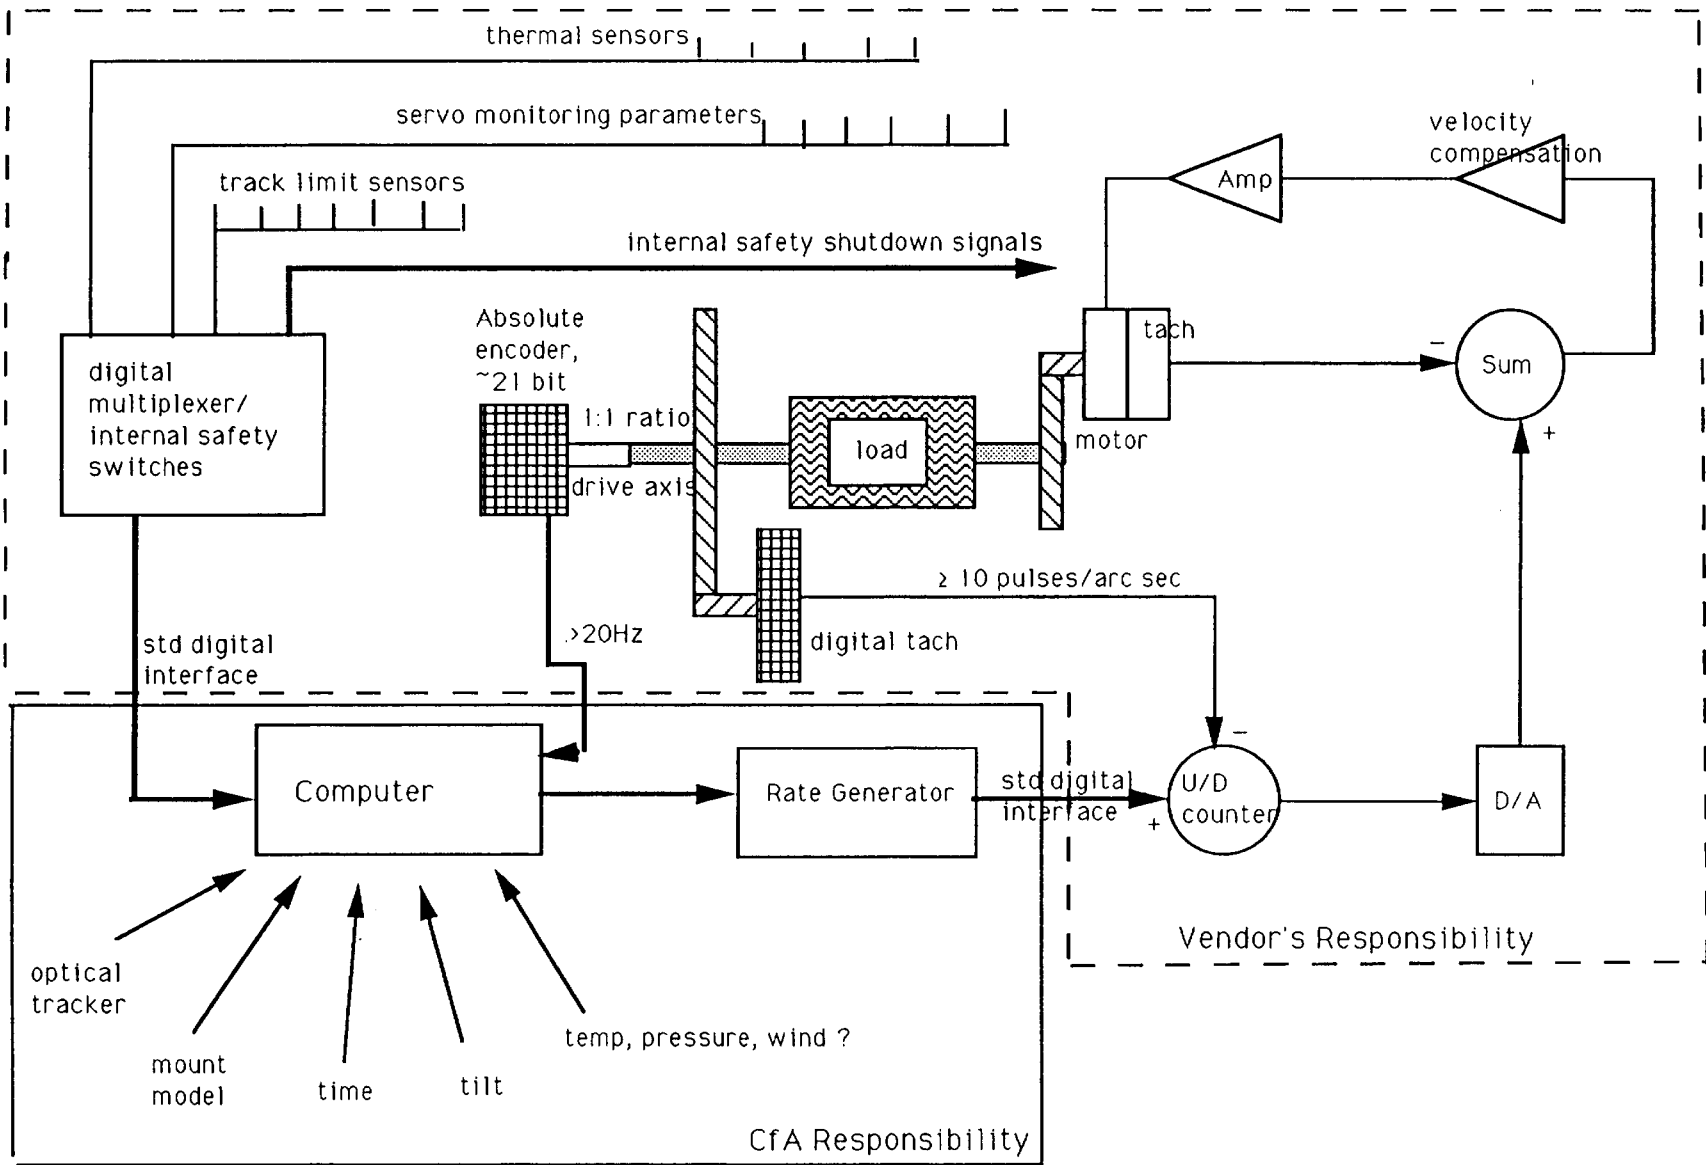 thermal sensors
servo monitoring parameters
velocity
compensation
track limit sensors
Amp
internal safety shutdown signals
Absolute
encoder,
~21 bit
tach
-
Sum
+
digital
multiplexer/
internal safety
switches
1:1 ratio
load
motor
drive axis
≥ 10 pulses/arc sec
>20Hz
digital tach
std digital
interface
-
Computer
Rate Generator
std digital
interface
+
U/D
counter
D/A
Vendor's Responsibility
optical
tracker
mount
model
time
tilt
temp, pressure, wind ?
CfA Responsibility